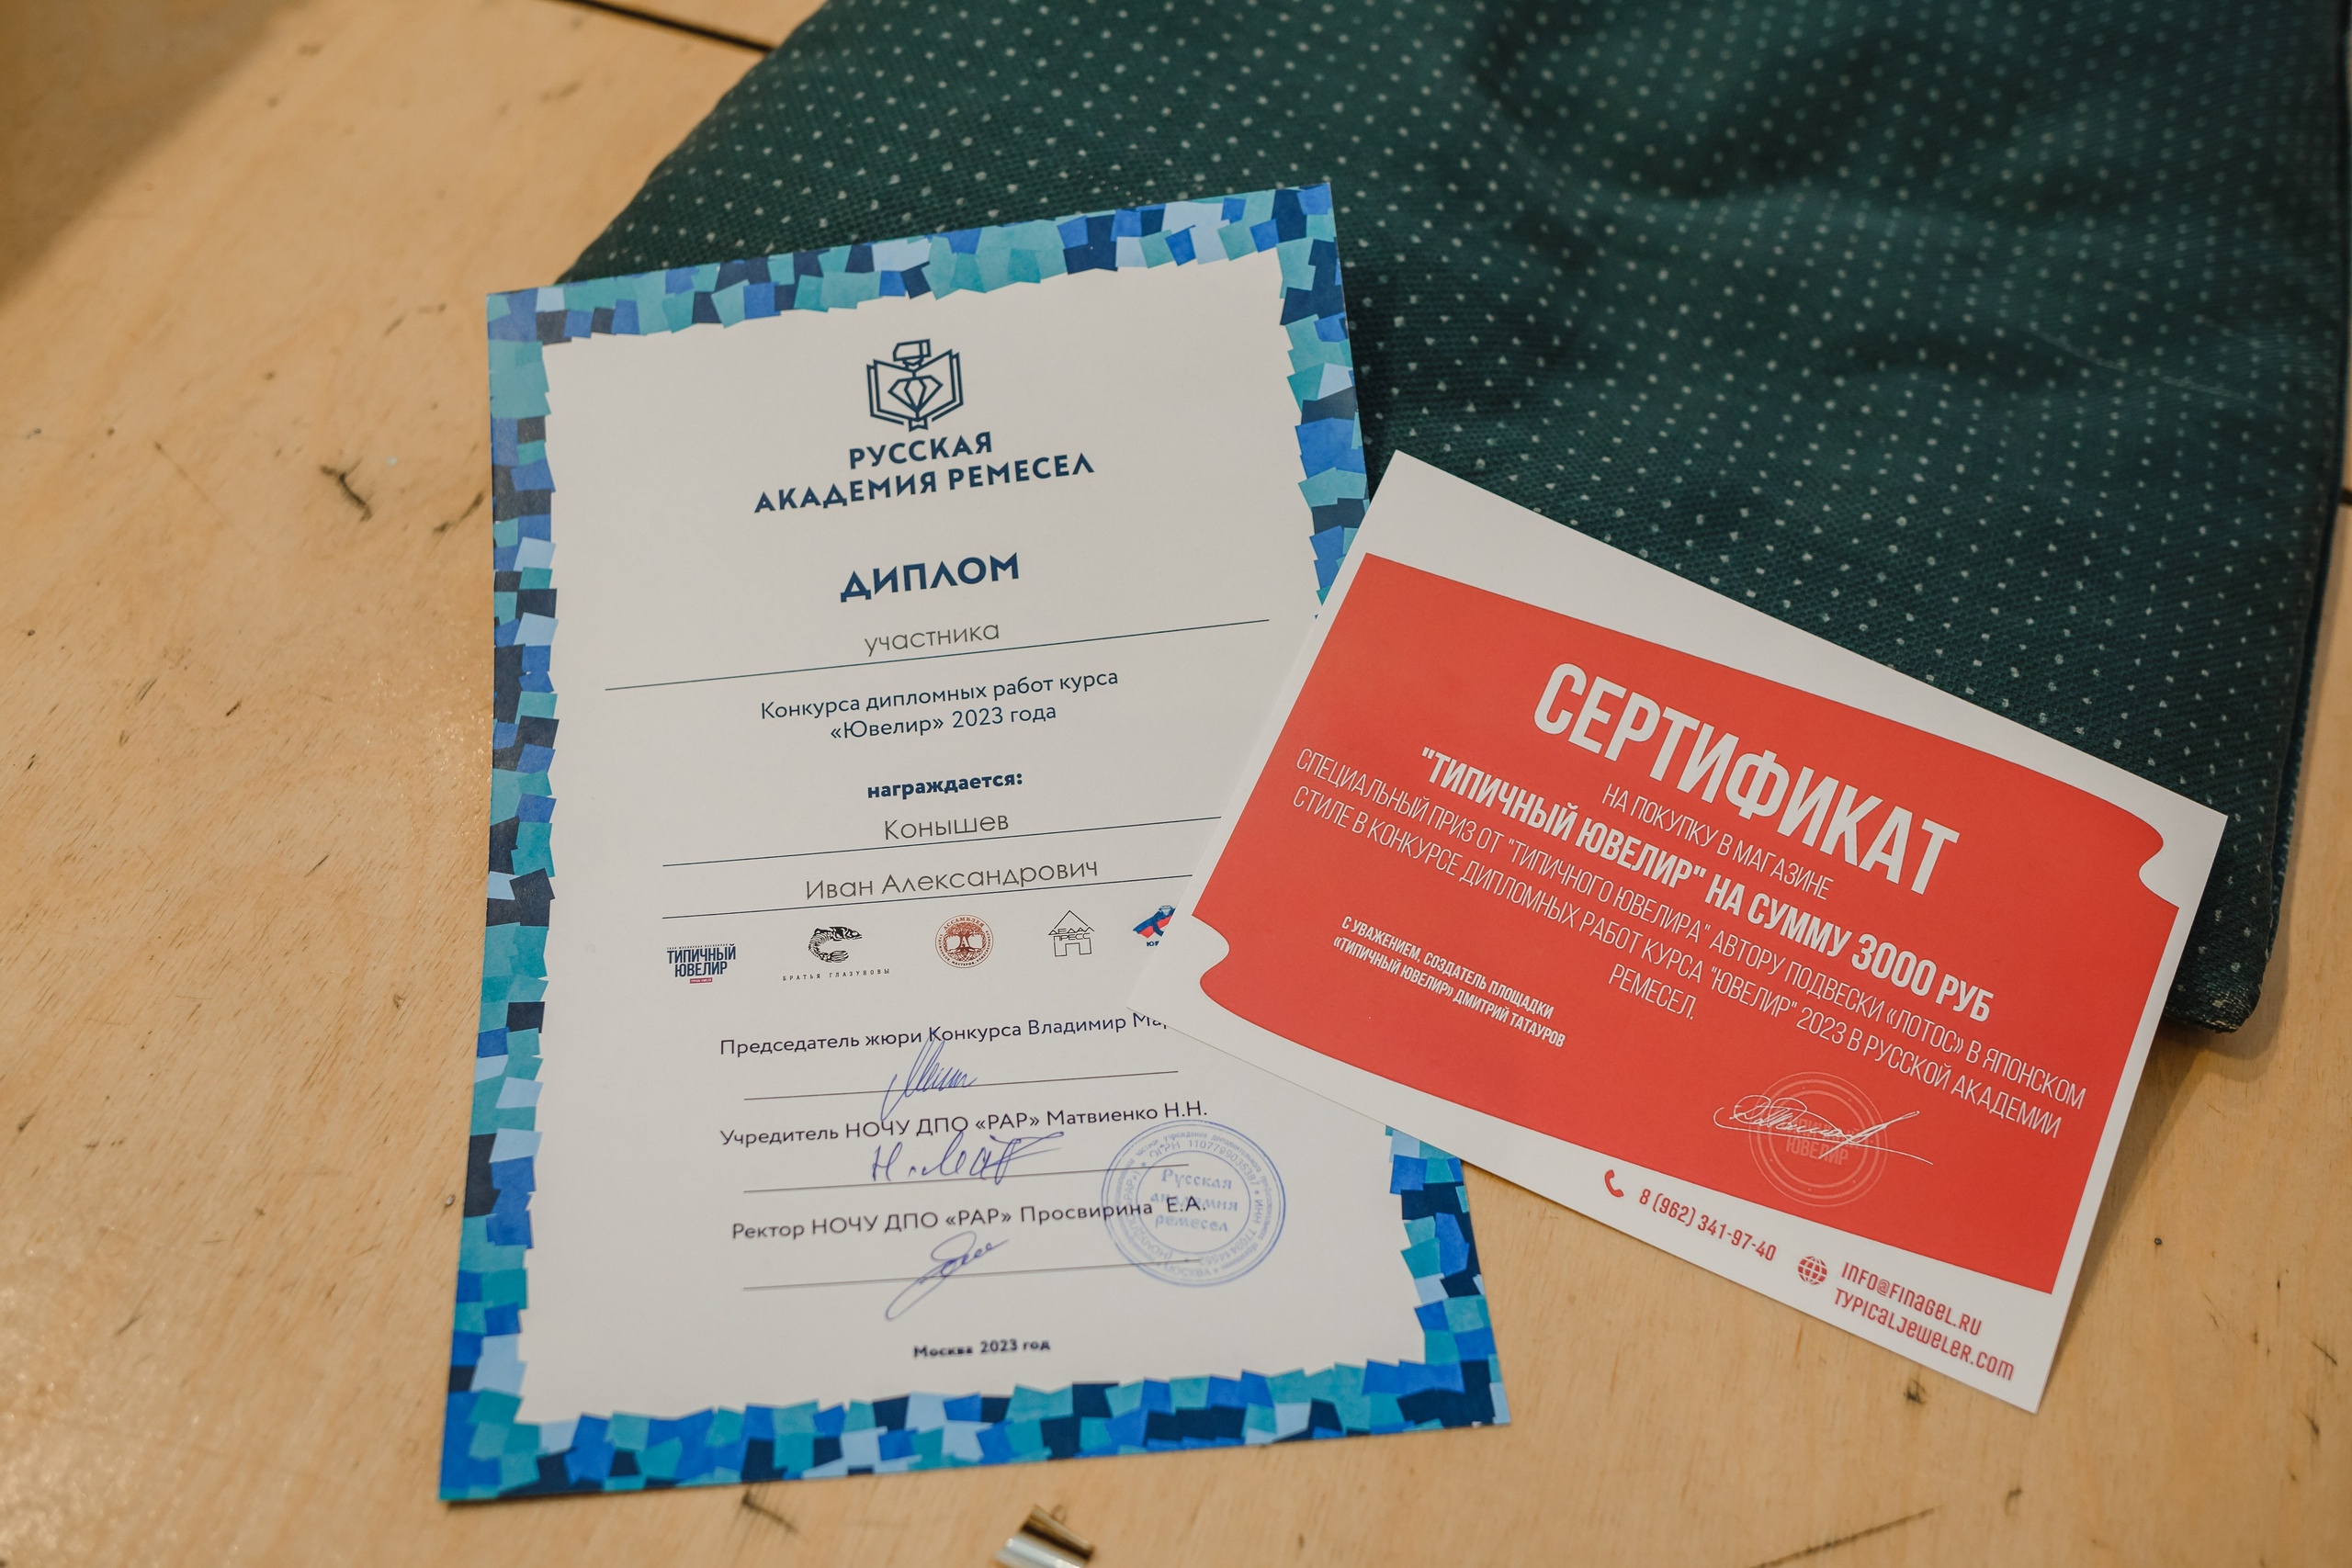 РУССКАЯ
АКАДЕМИЯ РЕМЕСЕЛ
ДИПЛОМ
участника
Конкурса дипломных работ курса
«Ювелир» 2023 года
награждается:
Конышев
Иван Александрович
ТИПИЧНЫЙ
ЮВЕЛИР
БРАТЬЯ ГЛАЗУНОВЫ
Председатель жюри Конкурса Владимир
Учредитель НОЧУ ДПО «РАР» Матвиенко Н.Н.
Ректор НОЧУ ДПО «РАР» Просвирина Е.А.
Русская
академия
ремесел
Москва 2023 год
СЕРТИФИКАТ
НА ПОКУПКУ В МАГАЗИНЕ
"ТИПИЧНЫЙ ЮВЕЛИР" НА СУММУ 3000 РУБ
СПЕЦИАЛЬНЫЙ ПРИЗ ОТ "ТИПИЧНОГО ЮВЕЛИРА" АВТОРУ ПОДВЕСКИ «ЛОТОС» В ЯПОНСКОМ
СТИЛЕ В КОНКУРСЕ ДИПЛОМНЫХ РАБОТ КУРСА "ЮВЕЛИР" 2023 В РУССКОЙ АКАДЕМИИ
РЕМЕСЕЛ.
С УВАЖЕНИЕМ, СОЗДАТЕЛЬ ПЛОЩАДКИ
«ТИПИЧНЫЙ ЮВЕЛИР» ДМИТРИЙ ТАТАУРОВ
ЮВЕЛИР
8 (962) 341-97-40
INFO@FINAGEL.RU
TYPICALJEWELER.COM